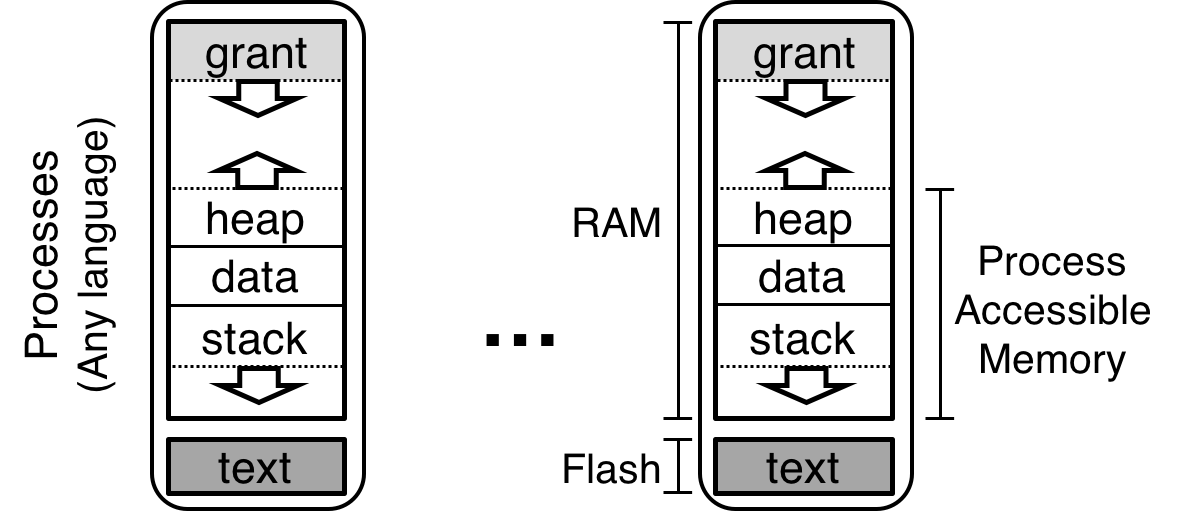 Processes
(Any language)
grant
heap
data
stack
text
...
RAM
Flash
grant
heap
data
stack
text
Process
Accessible
Memory